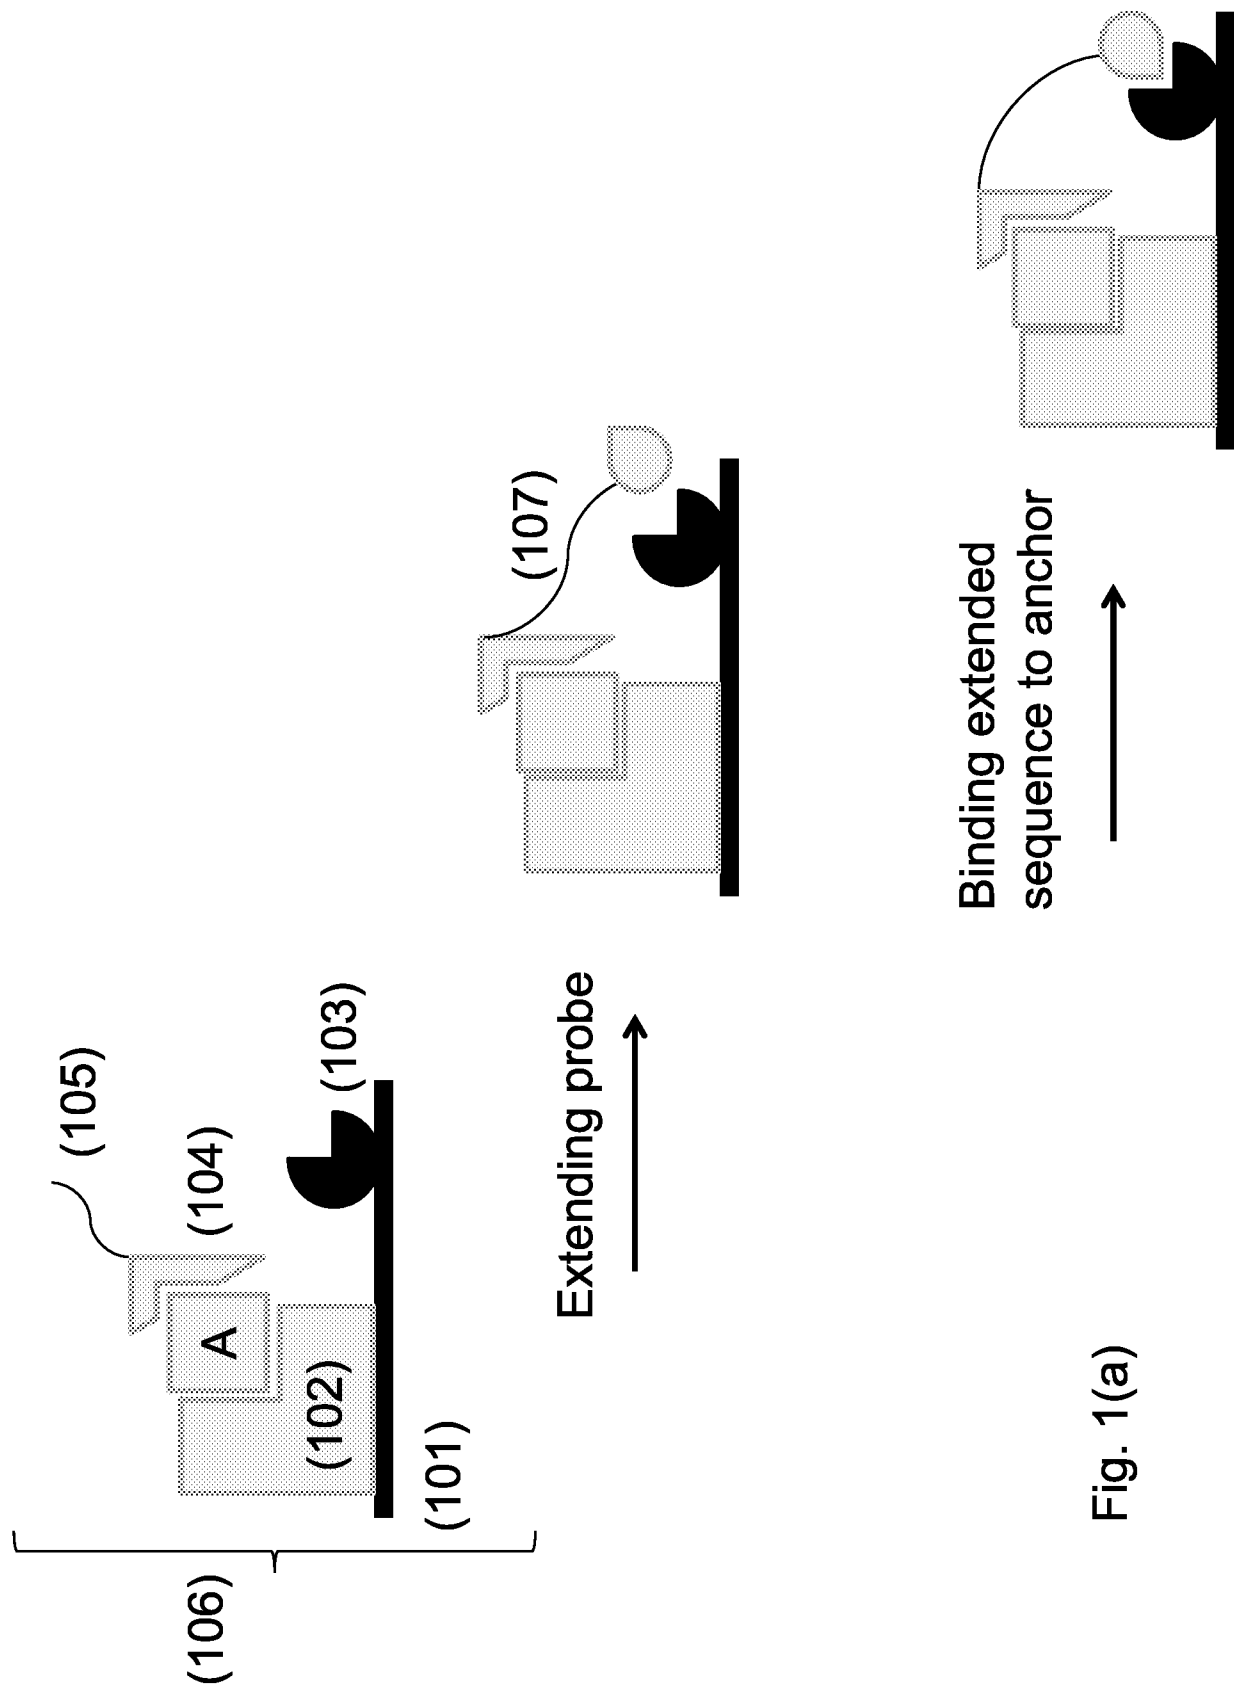 (106)
(105)
(104)
A
(102)
(103)
(101)
Extending probe
(107)
Binding extended
sequence to anchor
Fig. 1(a)